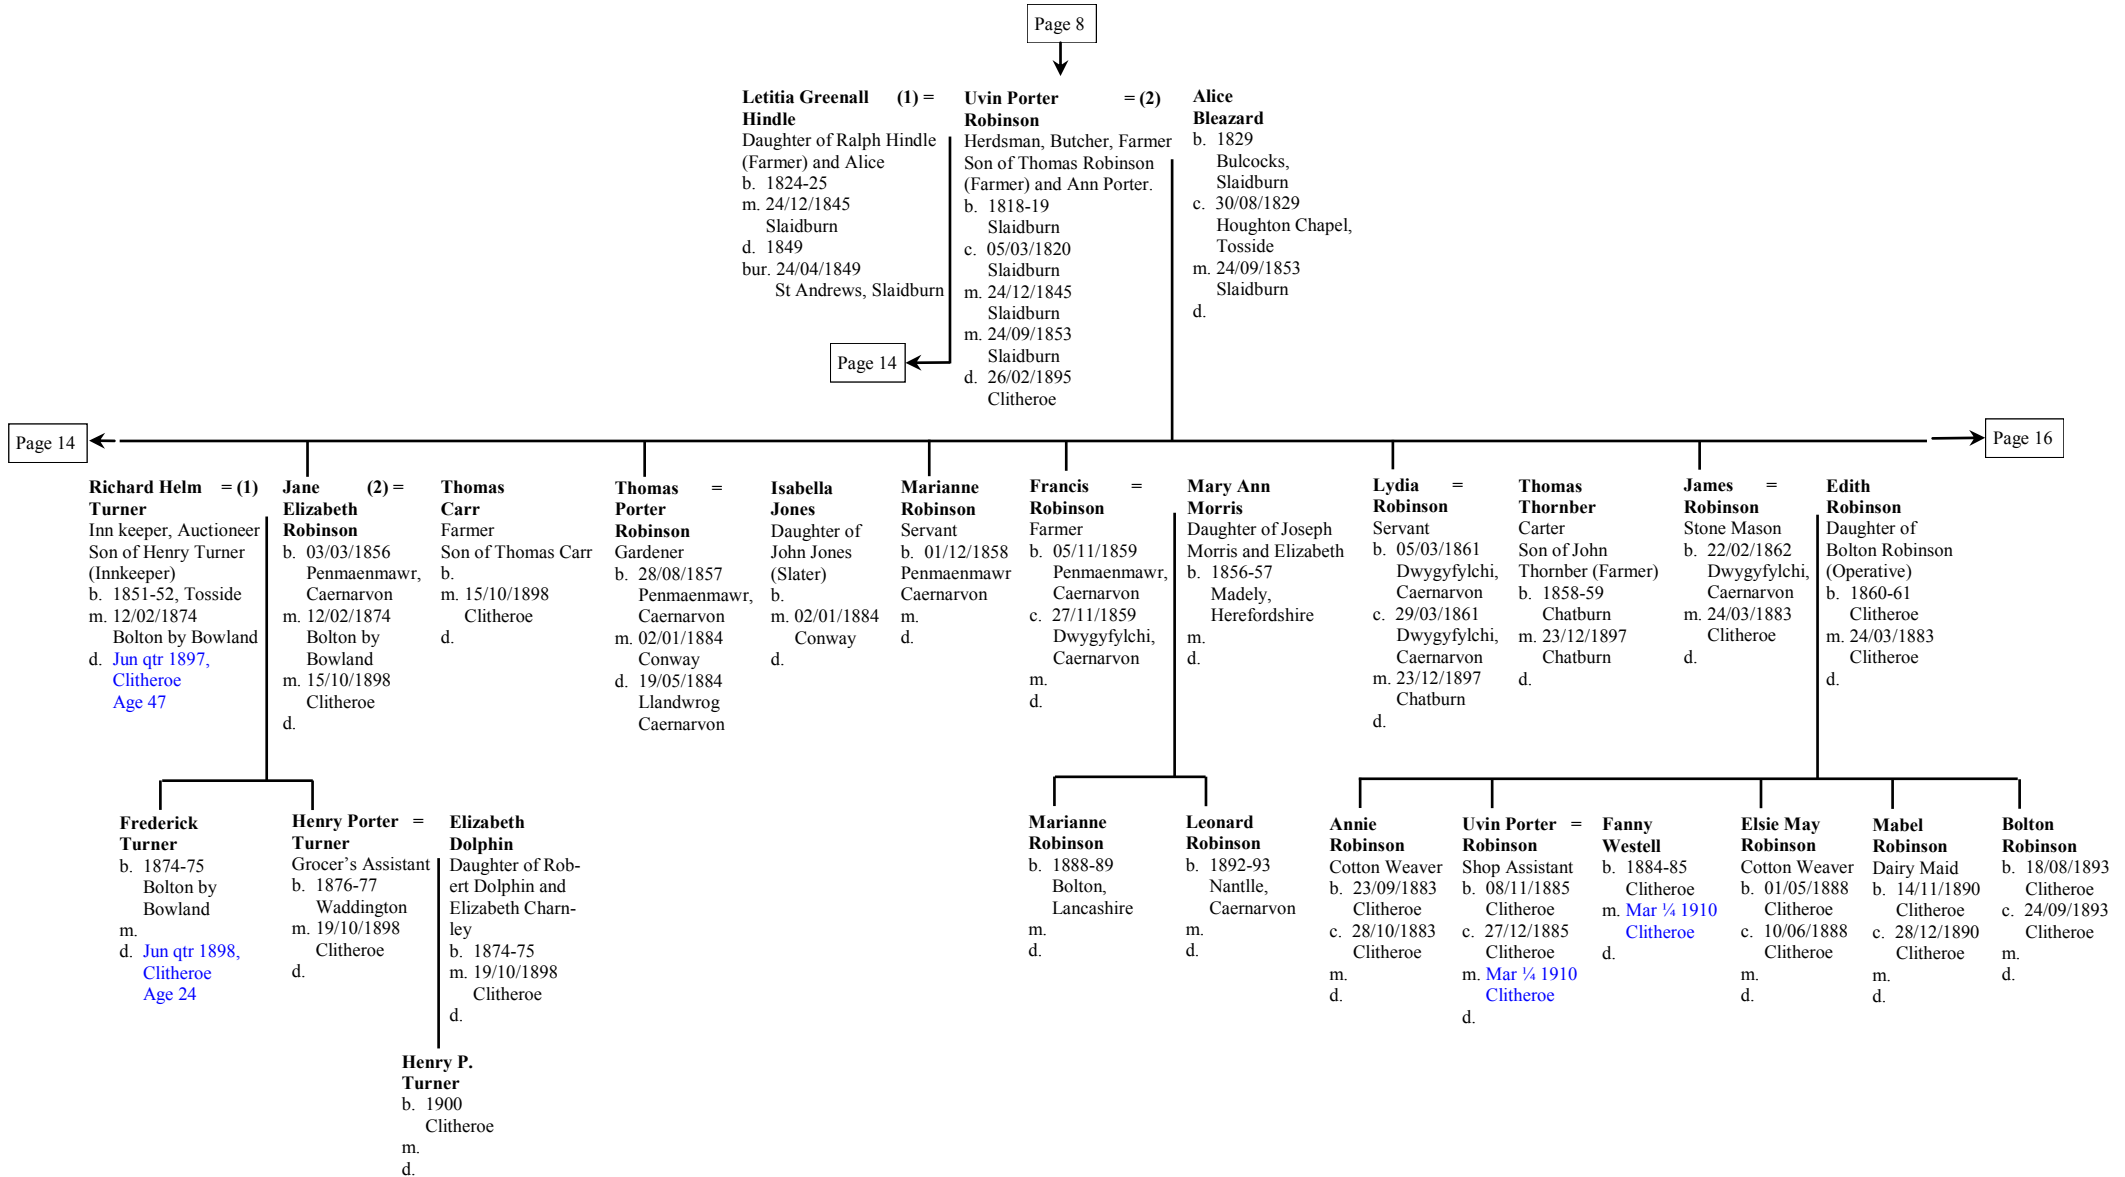 Page 8
Letitia Greenall (1) =
Hindle
Daughter of Ralph Hindle
(Farmer) and Alice
b. 1824-25
m. 24/12/1845
Slaidburn
d. 1849
bur. 24/04/1849
St Andrews, Slaidburn
Uvin Porter = (2)
Robinson
Herdsman, Butcher, Farmer
Son of Thomas Robinson
(Farmer) and Ann Porter.
b. 1818-19
Slaidburn
c. 05/03/1820
Slaidburn
m. 24/12/1845
Slaidburn
m. 24/09/1853
Slaidburn
d. 26/02/1895
Clitheroe
Alice
Bleazard
b. 1829
Bulcocks,
Slaidburn
c. 30/08/1829
Houghton Chapel,
Tosside
m. 24/09/1853
Slaidburn
d.
Page 14
Page 14
Page 16
Richard Helm = (1)
Turner
Inn keeper, Auctioneer
Son of Henry Turner
(Innkeeper)
b. 1851-52, Tosside
m. 12/02/1874
Bolton by Bowland
d. Jun qtr 1897,
Clitheroe
Age 47
Jane (2) =
Elizabeth
Robinson
b. 03/03/1856
Penmaenmawr,
Caernarvon
m. 12/02/1874
Bolton by
Bowland
m. 15/10/1898
Clitheroe
d.
Thomas
Carr
Farmer
Son of Thomas Carr
b.
m. 15/10/1898
Clitheroe
d.
Thomas =
Porter
Robinson
Gardener
b. 28/08/1857
Penmaenmawr,
Caernarvon
m. 02/01/1884
Conway
d. 19/05/1884
Llandwrog
Caernarvon
Isabella
Jones
Daughter of
John Jones
(Slater)
b.
m. 02/01/1884
Conway
d.
Marianne
Robinson
Servant
b. 01/12/1858
Penmaenmawr
Caernarvon
m.
d.
Francis =
Robinson
Farmer
b. 05/11/1859
Penmaenmawr,
Caernarvon
c. 27/11/1859
Dwygyfylchi,
Caernarvon
m.
d.
Mary Ann
Morris
Daughter of Joseph
Morris and Elizabeth
b. 1856-57
Madely,
Herefordshire
m.
d.
Lydia =
Robinson
Servant
b. 05/03/1861
Dwygyfylchi,
Caernarvon
c. 29/03/1861
Dwygyfylchi,
Caernarvon
m. 23/12/1897
Chatburn
d.
Thomas
Thornber
Carter
Son of John
Thornber (Farmer)
b. 1858-59
Chatburn
m. 23/12/1897
Chatburn
d.
James =
Robinson
Stone Mason
b. 22/02/1862
Dwygyfylchi,
Caernarvon
m. 24/03/1883
Clitheroe
d.
Edith
Robinson
Daughter of
Bolton Robinson
(Operative)
b. 1860-61
Clitheroe
m. 24/03/1883
Clitheroe
d.
Frederick
Turner
b. 1874-75
Bolton by
Bowland
m.
d. Jun qtr 1898,
Clitheroe
Age 24
Henry Porter =
Turner
Grocer’s Assistant
b. 1876-77
Waddington
m. 19/10/1898
Clitheroe
d.
Elizabeth
Dolphin
Daughter of Rob-
ert Dolphin and
Elizabeth Charn-
ley
b. 1874-75
m. 19/10/1898
Clitheroe
d.
Marianne
Robinson
b. 1888-89
Bolton,
Lancashire
m.
d.
Leonard
Robinson
b. 1892-93
Nantlle,
Caernarvon
m.
d.
Annie
Robinson
Cotton Weaver
b. 23/09/1883
Clitheroe
c. 28/10/1883
Clitheroe
m.
d.
Uvin Porter =
Robinson
Shop Assistant
b. 08/11/1885
Clitheroe
c. 27/12/1885
Clitheroe
m. Mar ¼ 1910
Clitheroe
d.
Fanny
Westell
b. 1884-85
Clitheroe
m. Mar ¼ 1910
Clitheroe
d.
Elsie May
Robinson
Cotton Weaver
b. 01/05/1888
Clitheroe
c. 10/06/1888
Clitheroe
m.
d.
Mabel
Robinson
Dairy Maid
b. 14/11/1890
Clitheroe
c. 28/12/1890
Clitheroe
m.
d.
Bolton
Robinson
b. 18/08/1893
Clitheroe
c. 24/09/1893
Clitheroe
m.
d.
Henry P.
Turner
b. 1900
Clitheroe
m.
d.